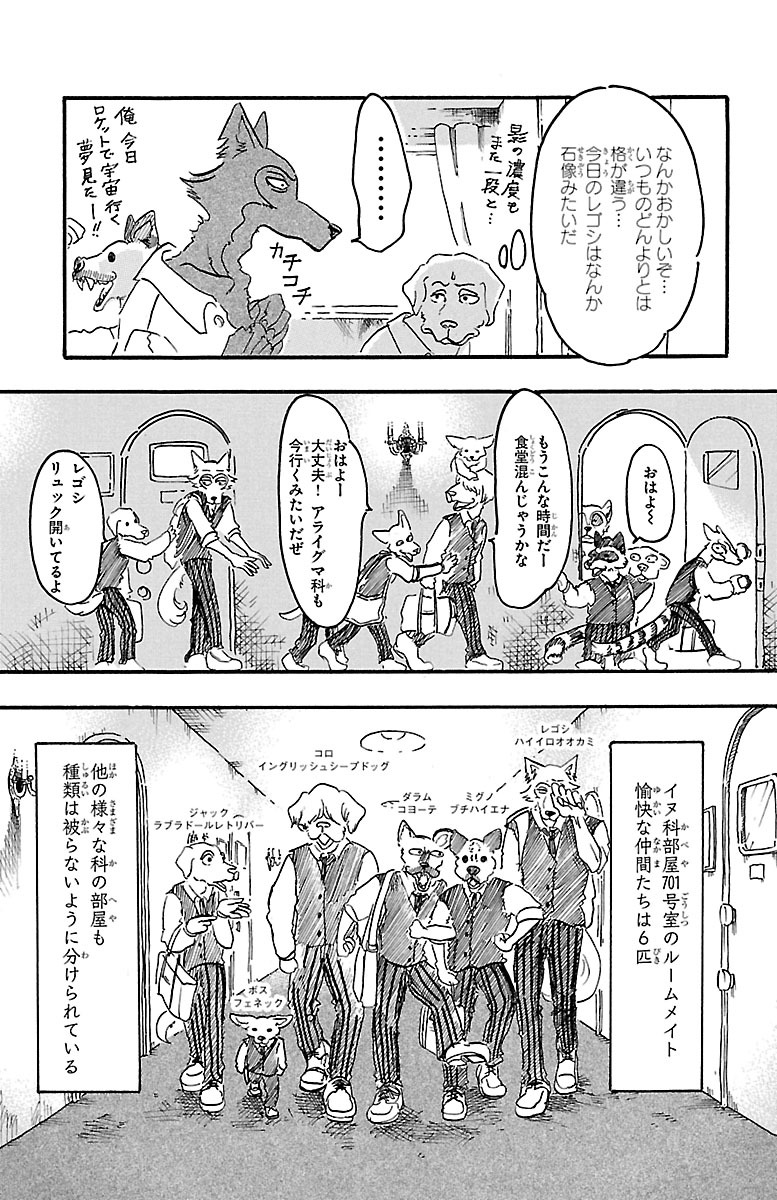 なんかおかしいぞ…
いつものどんよりとは
格が違う…
今日のレゴシはなんか
石像みたいだ
影の濃度も
また一段と…
………
カチコチ
俺 今日
ロケットで宇宙行く
夢見たー!!
おはよ〜
もうこんな時間だー
食堂混んじゃうかな
おはよー
大丈夫!アライグマ科も
今行くみたいだぜ
レゴシ
リュック開いてるよ
イヌ科部屋701号室のルームメイト
愉快な仲間たちは6匹
レゴシ
ハイイロオオカミ
ミグノ
ブチハイエナ
ダラム
コヨーテ
コロ
イングリッシュシープドッグ
ジャック
ラブラドールレトリバー
ボス
フェネック
他の様々な科の部屋も
種類は被らないように分けられている